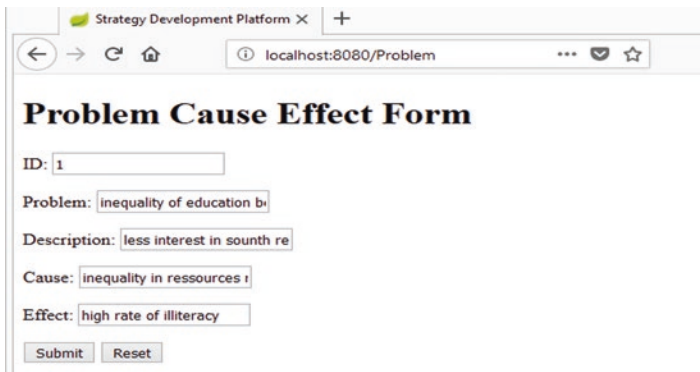 Strategy Development Platform
localhost:8080/Problem
Problem Cause Effect Form
ID: 1
Problem: inequality of education
Description: less interest in sounth
Cause: inequality in ressources
Effect: high rate of illiteracy
Submit Reset